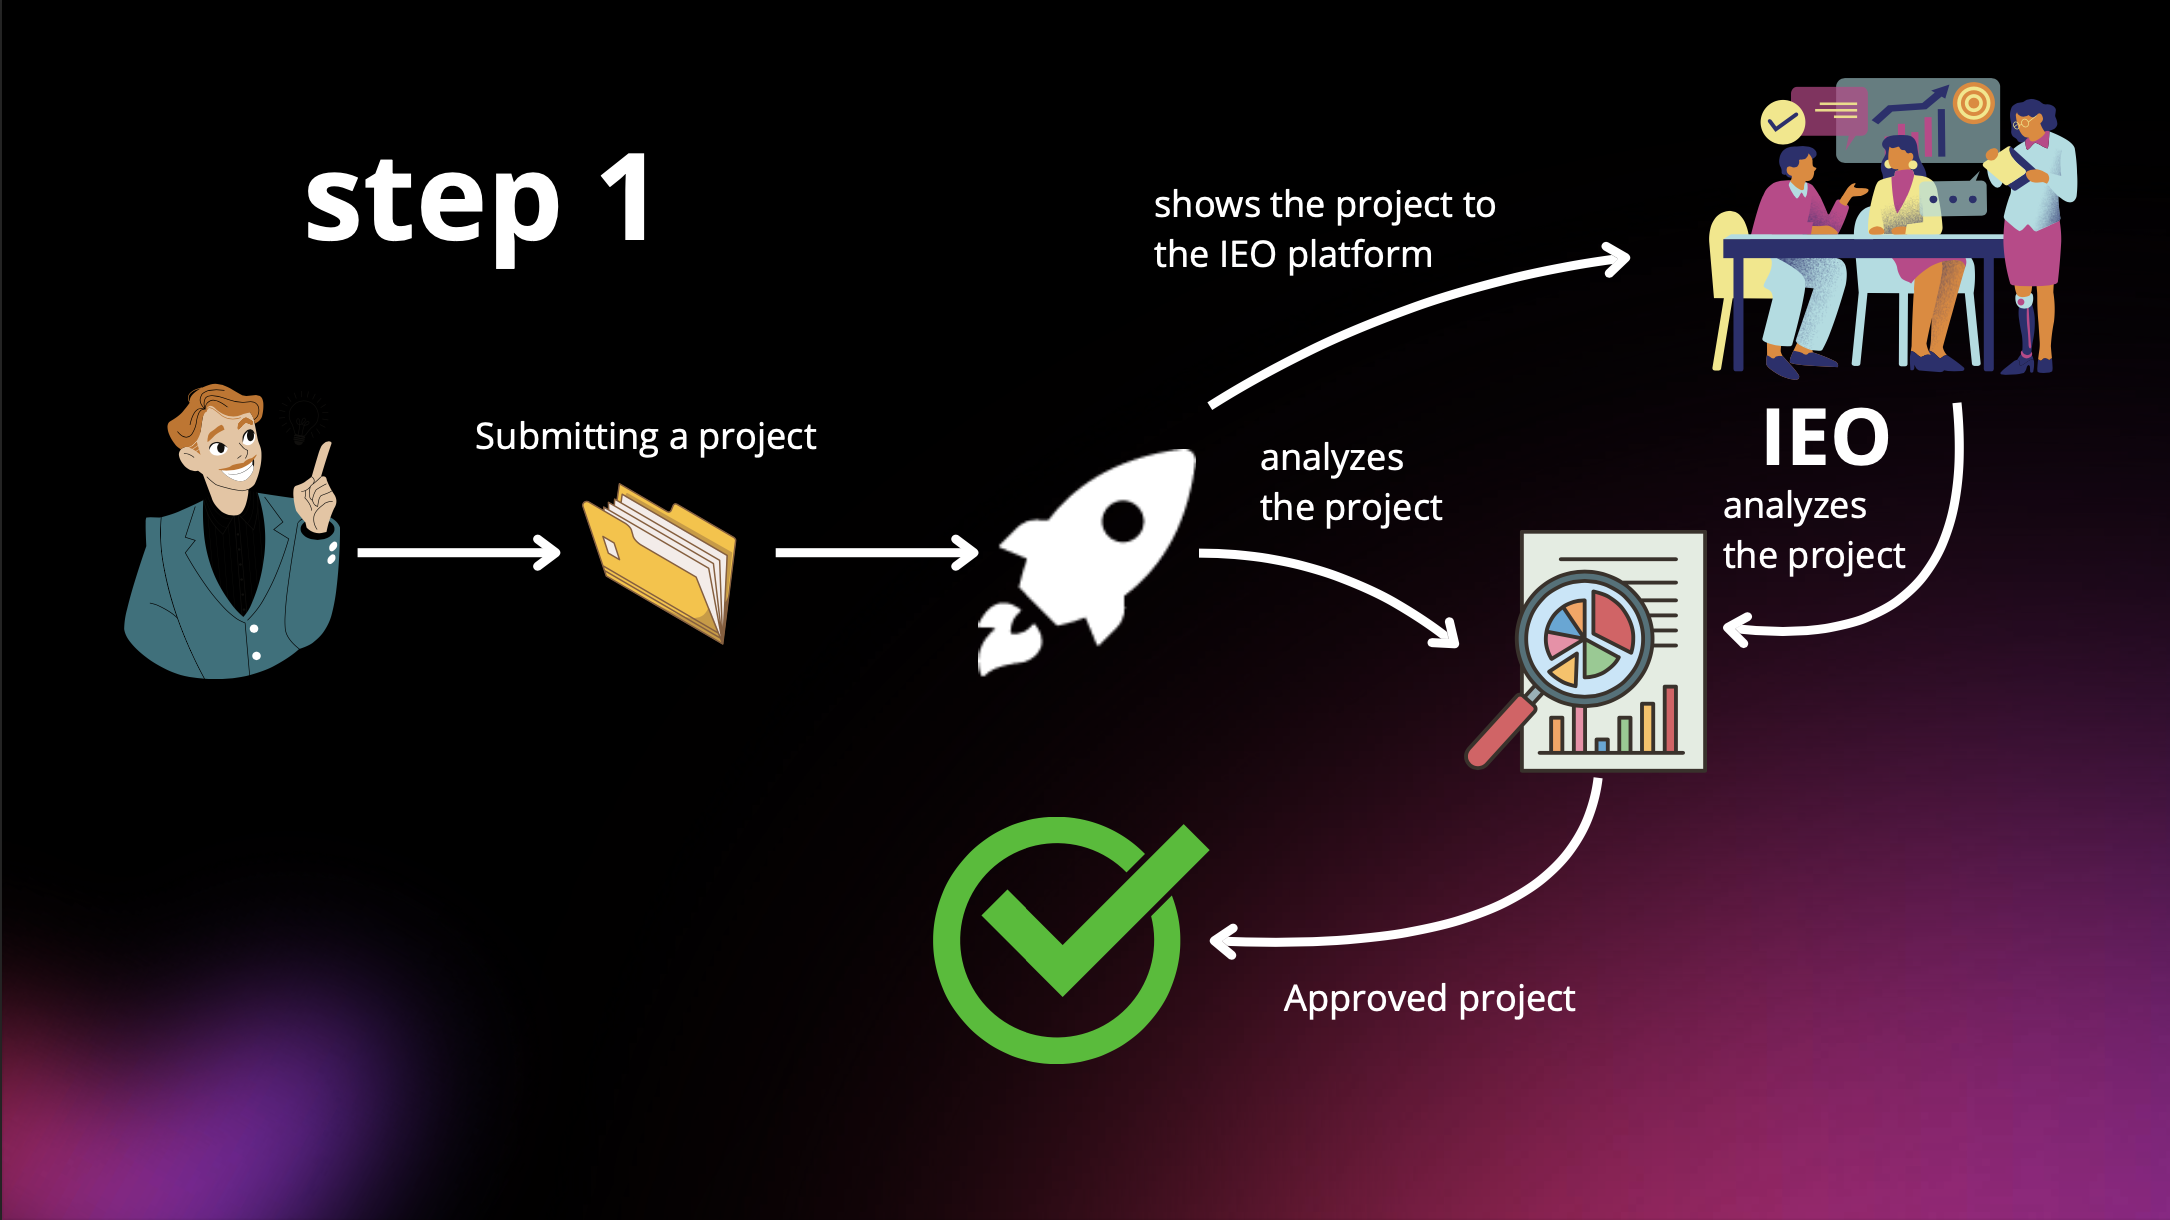 step 1
Submitting a project
shows the project to
the IEO platform
analyzes
the project
IEO
analyzes
the project
Approved project